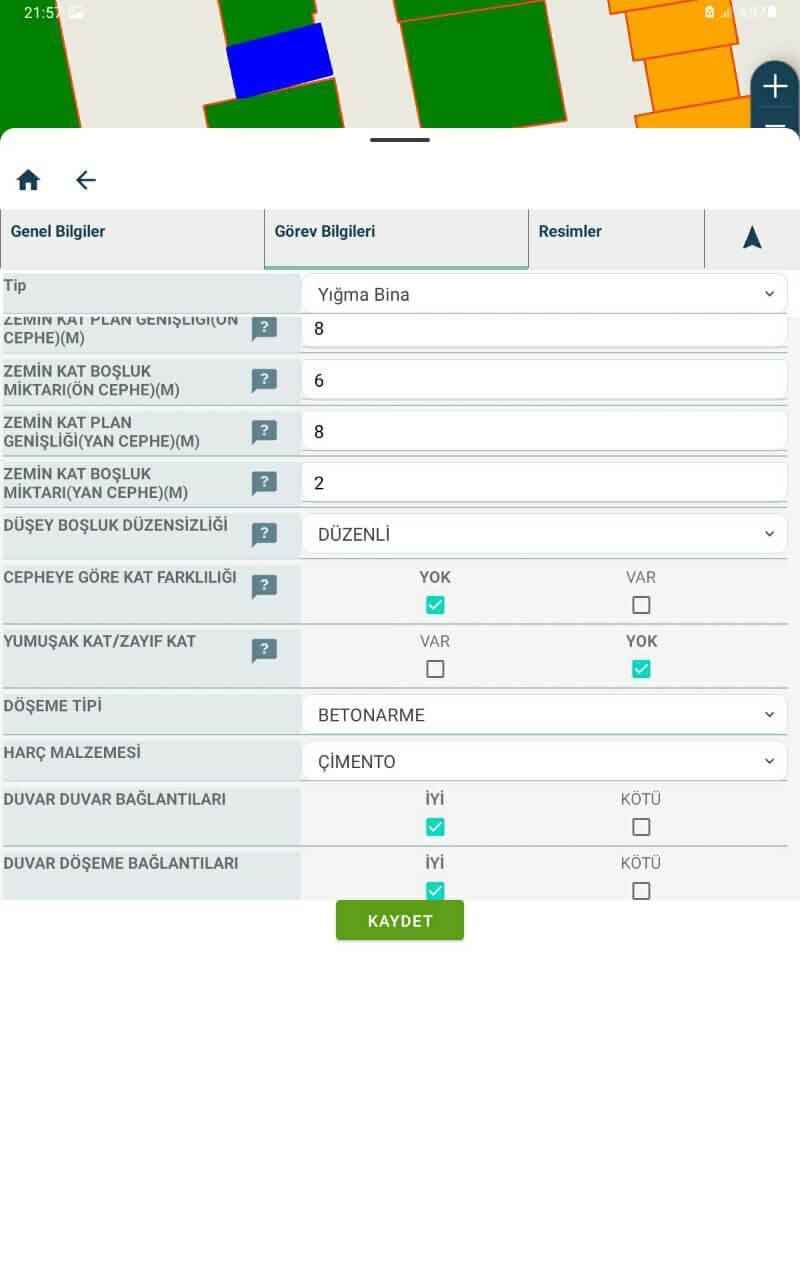 21:57 %97
Genel Bilgiler
Görev Bilgileri
Resimler
Tip
Yığma Bina
ZEMİN KAT PLAN GENİŞLİĞİ(ÖN
CEPHE)(M)
?
8
ZEMİN KAT BOŞLUK
MİKTARI(ÖN CEPHE)(M)
?
6
ZEMİN KAT PLAN
GENİŞLİĞİ(YAN CEPHE)(M)
?
8
ZEMİN KAT BOŞLUK
MİKTARI(YAN CEPHE)(M)
?
2
DÜŞEY BOŞLUK DÜZENSİZLİĞİ
?
DÜZENLİ
CEPHEYE GÖRE KAT FARKLILIĞI
?
YOK VAR
YUMUŞAK KAT/ZAYIF KAT
?
VAR YOK
DÖŞEME TİPİ
BETONARME
HARÇ MALZEMESİ
ÇİMENTO
DUVAR DUVAR BAĞLANTILARI
İYİ KÖTÜ
DUVAR DÖŞEME BAĞLANTILARI
İYİ KÖTÜ
KAYDET